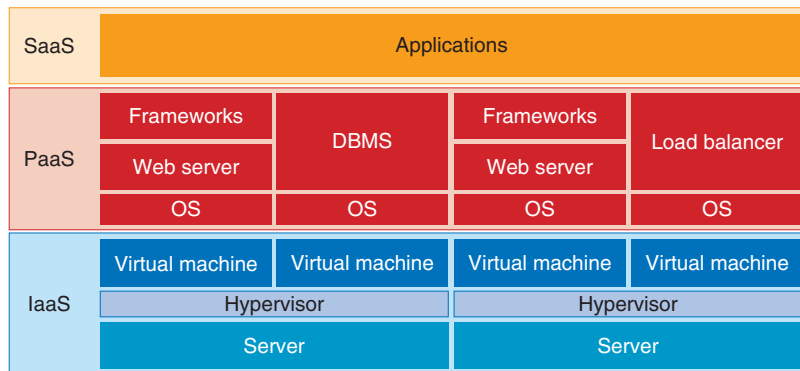 SaaS
Applications
Frameworks
Frameworks
DBMS
Load balancer
PaaS
Web server
Web server
OS
OS
OS
OS
Virtual machine
Virtual machine
Virtual machine
Virtual machine
IaaS
Hypervisor
Hypervisor
Server
Server